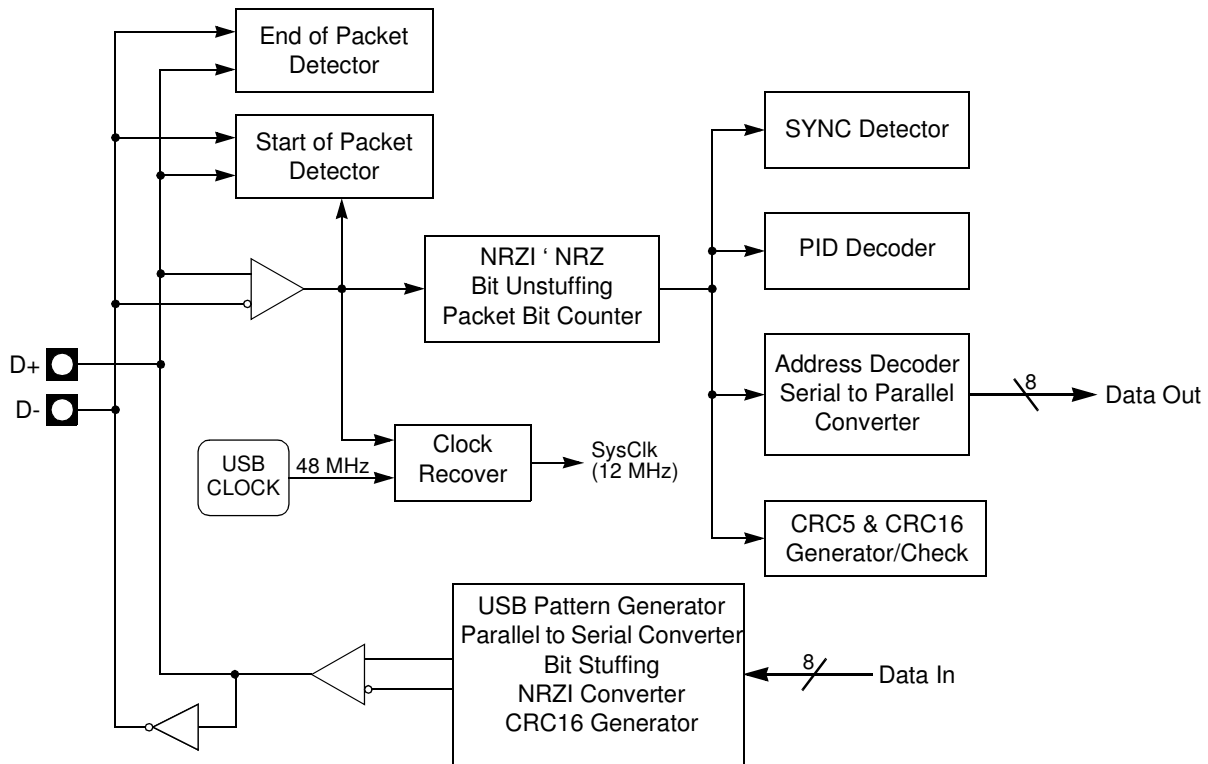 End of Packet
Detector
Start of Packet
Detector
SYNC Detector
NRZI ‘ NRZ
Bit Unstuffing
Packet Bit Counter
PID Decoder
D+
D-
Address Decoder
Serial to Parallel
Converter
8
Data Out
USB
CLOCK
48 MHz
Clock
Recover
SysClk
(12 MHz)
CRC5 & CRC16
Generator/Check
USB Pattern Generator
Parallel to Serial Converter
Bit Stuffing
NRZI Converter
CRC16 Generator
8
Data In